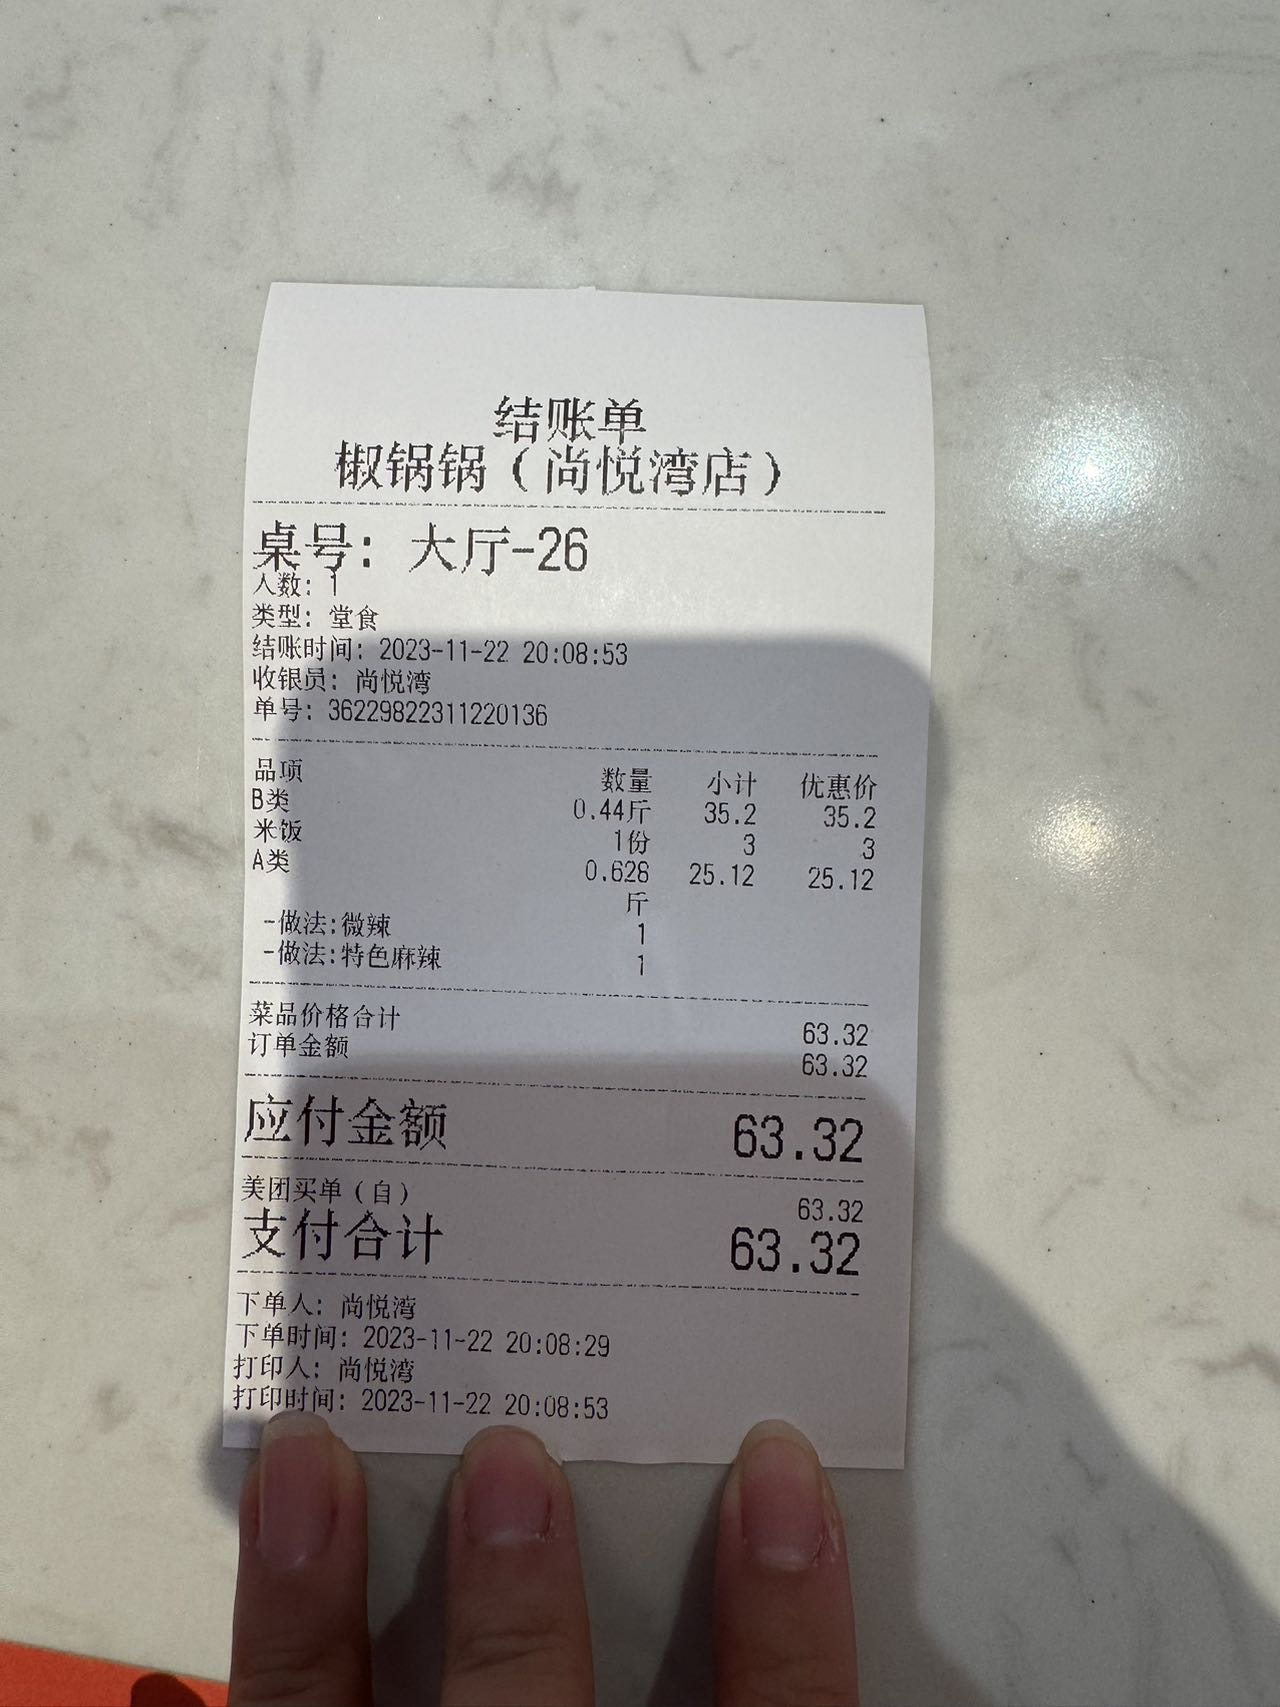 结账单
椒锅锅（尚悦湾店）
桌号：大厅-26
人数：1
类型：堂食
结账时间：2023-11-22 20:08:53
收银员：尚悦湾
单号：36229822311220136
品项 数量 小计 优惠价
B类 0.44斤 35.2 35.2
米饭 1份 3 3
A类 0.628 25.12 25.12
斤
-做法:微辣 1
-做法:特色麻辣 1
菜品价格合计 63.32
订单金额 63.32
应付金额 63.32
美团买单（自） 63.32
支付合计 63.32
下单人：尚悦湾
下单时间：2023-11-22 20:08:29
打印人：尚悦湾
打印时间：2023-11-22 20:08:53